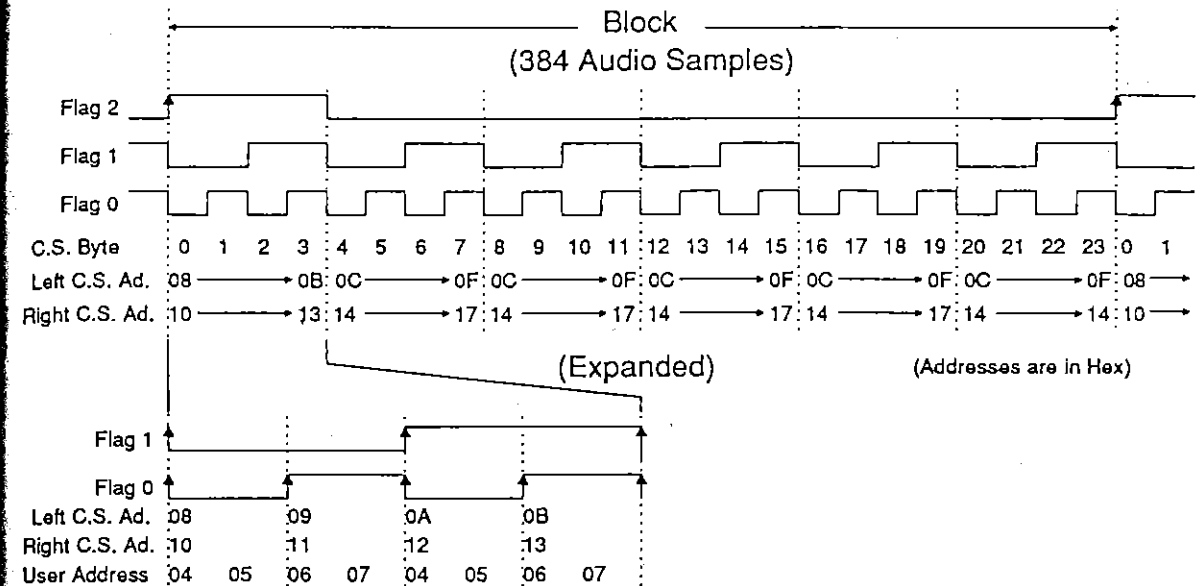 Block
(384 Audio Samples)
Flag 2
Flag 1
Flag 0
C.S. Byte 0 1 2 3 4 5 6 7 8 9 10 11 12 13 14 15 16 17 18 19 20 21 22 23 0 1
Left C.S. Ad. 08 0B 0C 0F 0C 0F 0C 0F 0C 0F 0C 0F 08
Right C.S. Ad. 10 13 14 17 14 17 14 17 14 17 14 14 10
(Expanded) (Addresses are in Hex)
Flag 1
Flag 0
Left C.S. Ad. 08 09 0A 0B
Right C.S. Ad. 10 11 12 13
User Address 04 05 06 07 04 05 06 07